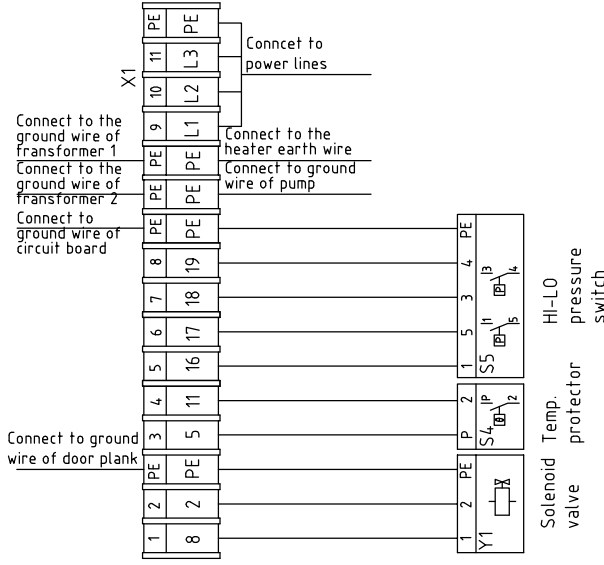 X1
PE PE
11 L3
10 L2
9 L1
PE PE
PE PE
PE PE
8 19
7 18
6 17
5 16
4 11
3 5
PE PE
2 2
1 8
Conncet to
power lines
Connect to the
ground wire of
transformer 1
Connect to the
ground wire of
transformer 2
Connect to
ground wire of
circuit board
Connect to the
heater earth wire
Connect to ground
wire of pump
Connect to ground
wire of door plank
PE
4
3
5
1
S5
3
4
P
1
5
P
HI-LO
pressure
switch
2
P
S4
P
2
θ
Temp.
protector
PE
2
1
Y1
Solenoid
valve